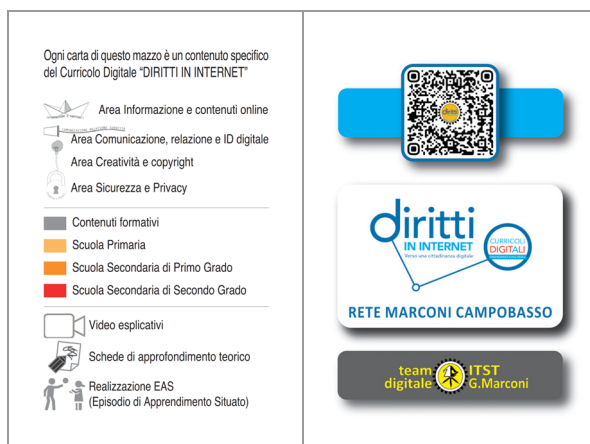 Ogni carta di questo mazzo è un contenuto specifico
del Curricolo Digitale “DIRITTI IN INTERNET”
Area Informazione e contenuti online
Area Comunicazione, relazione e ID digitale
Area Creatività e copyright
Area Sicurezza e Privacy
Contenuti formativi
Scuola Primaria
Scuola Secondaria di Primo Grado
Scuola Secondaria di Secondo Grado
Video esplicativi
Schede di approfondimento teorico
Realizzazione EAS
(Episodio di Apprendimento Situato)
diritti
IN INTERNET
Verso una cittadinanza digitale
CURRICOLI
DIGITALI
RETE MARCONI CAMPOBASSO
team
digitale
ITST
G.Marconi